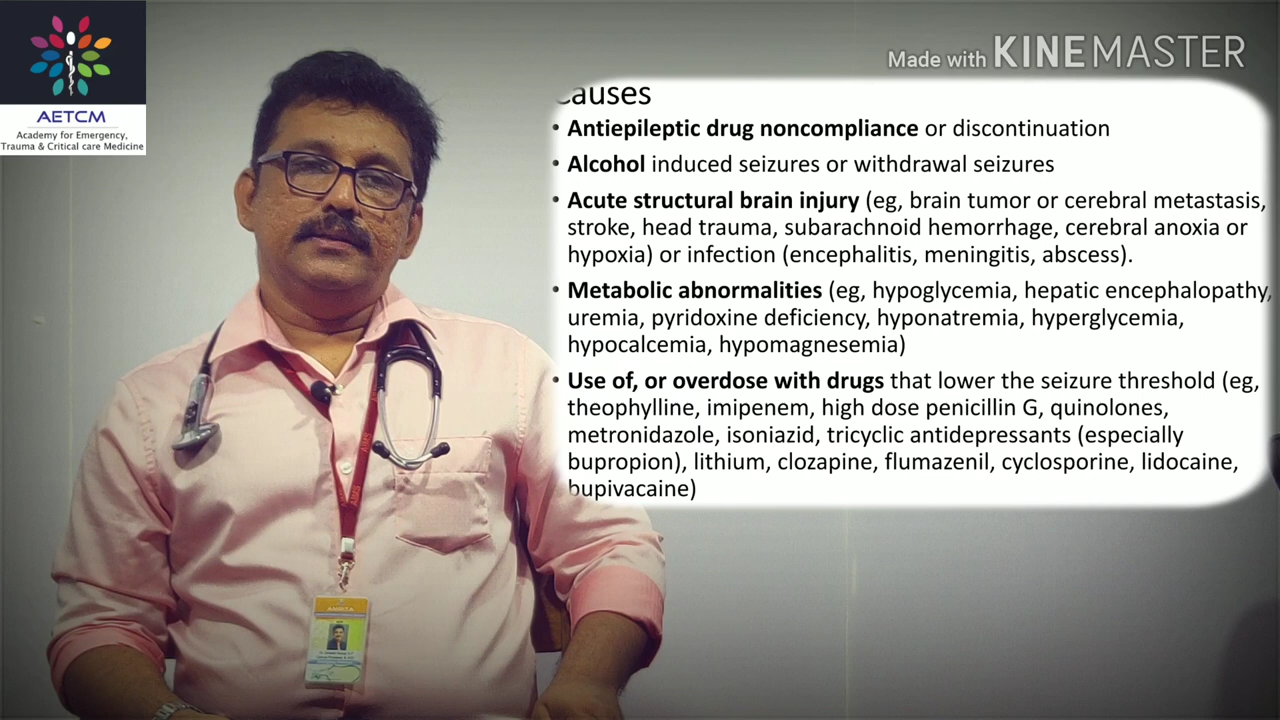 AETCM
Academy for Emergency,
Trauma & Critical care Medicine
Made with KINEMASTER
Causes
• Antiepileptic drug noncompliance or discontinuation
• Alcohol induced seizures or withdrawal seizures
• Acute structural brain injury (eg, brain tumor or cerebral metastasis,
stroke, head trauma, subarachnoid hemorrhage, cerebral anoxia or
hypoxia) or infection (encephalitis, meningitis, abscess).
• Metabolic abnormalities (eg, hypoglycemia, hepatic encephalopathy,
uremia, pyridoxine deficiency, hyponatremia, hyperglycemia,
hypocalcemia, hypomagnesemia)
• Use of, or overdose with drugs that lower the seizure threshold (eg,
theophylline, imipenem, high dose penicillin G, quinolones,
metronidazole, isoniazid, tricyclic antidepressants (especially
bupropion), lithium, clozapine, flumazenil, cyclosporine, lidocaine,
bupivacaine)
AIMS
AIMS
AMRITA